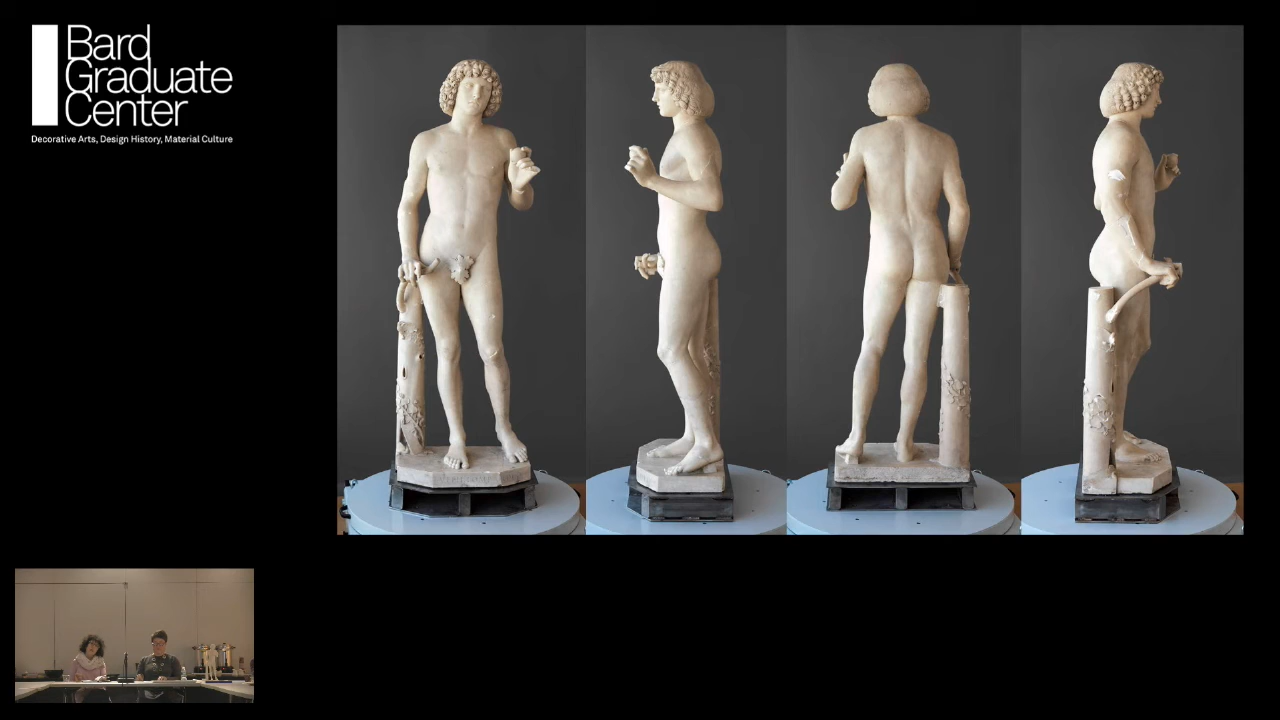 Bard
Graduate
Center
Decorative Arts, Design History, Material Culture